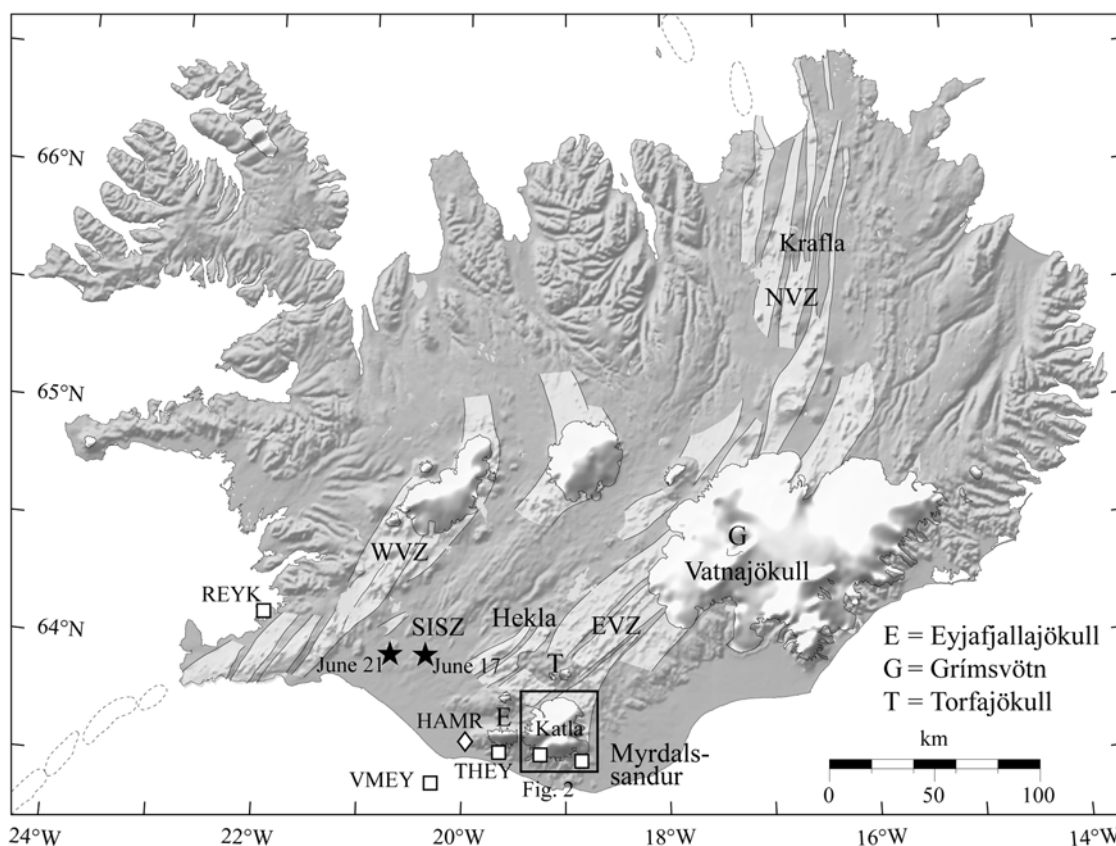 66°N
65°N
64°N
Krafla
NVZ
G
Vatnajökull
WVZ
REYK
SISZ
Hekla
EVZ
June 21
June 17
T
HAMR
E
Katla
THEY
VMEY
Fig. 2
Myrdals-
sandur
E = Eyjafjallajökull
G = Grímsvötn
T = Torfajökull
km
0
50
100
24°W
22°W
20°W
18°W
16°W
14°W